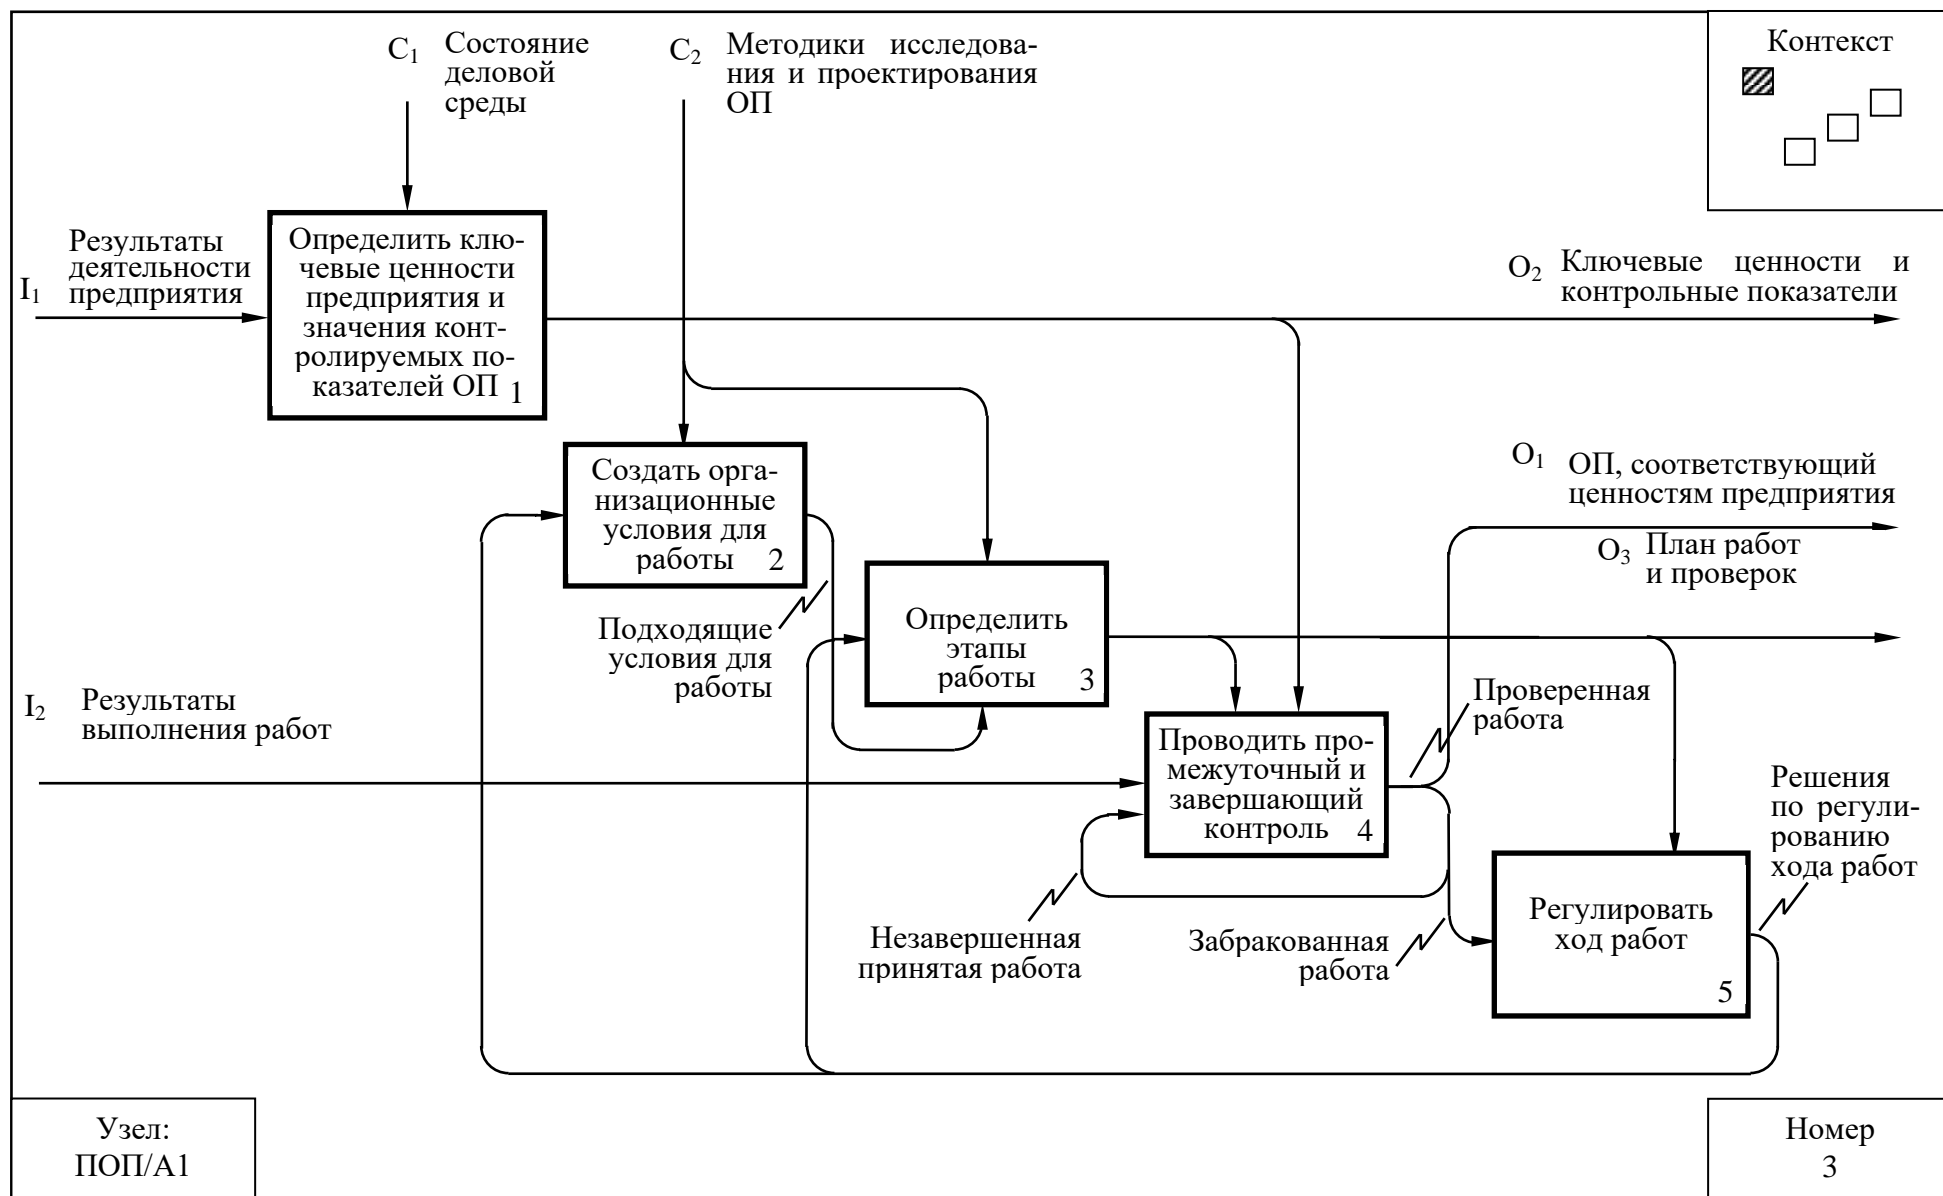 C1 Состояние
деловой
среды
C2 Методики исследова-
ния и проектирования
ОП
Контекст
I1 Результаты
деятельности
предприятия
Определить клю-
чевые ценности
предприятия и
значения конт-
ролируемых по-
казателей ОП 1
O2 Ключевые ценности и
контрольные показатели
Создать орга-
низационные
условия для
работы 2
O1 ОП, соответствующий
ценностям предприятия
O3 План работ
и проверок
Подходящие
условия для
работы
Определить
этапы
работы 3
I2 Результаты
выполнения работ
Проверенная
работа
Проводить про-
межуточный и
завершающий
контроль 4
Решения
по регули-
рованию
хода работ
Незавершенная
принятая работа
Забракованная
работа
Регулировать
ход работ
5
Узел:
ПОП/А1
Номер
3